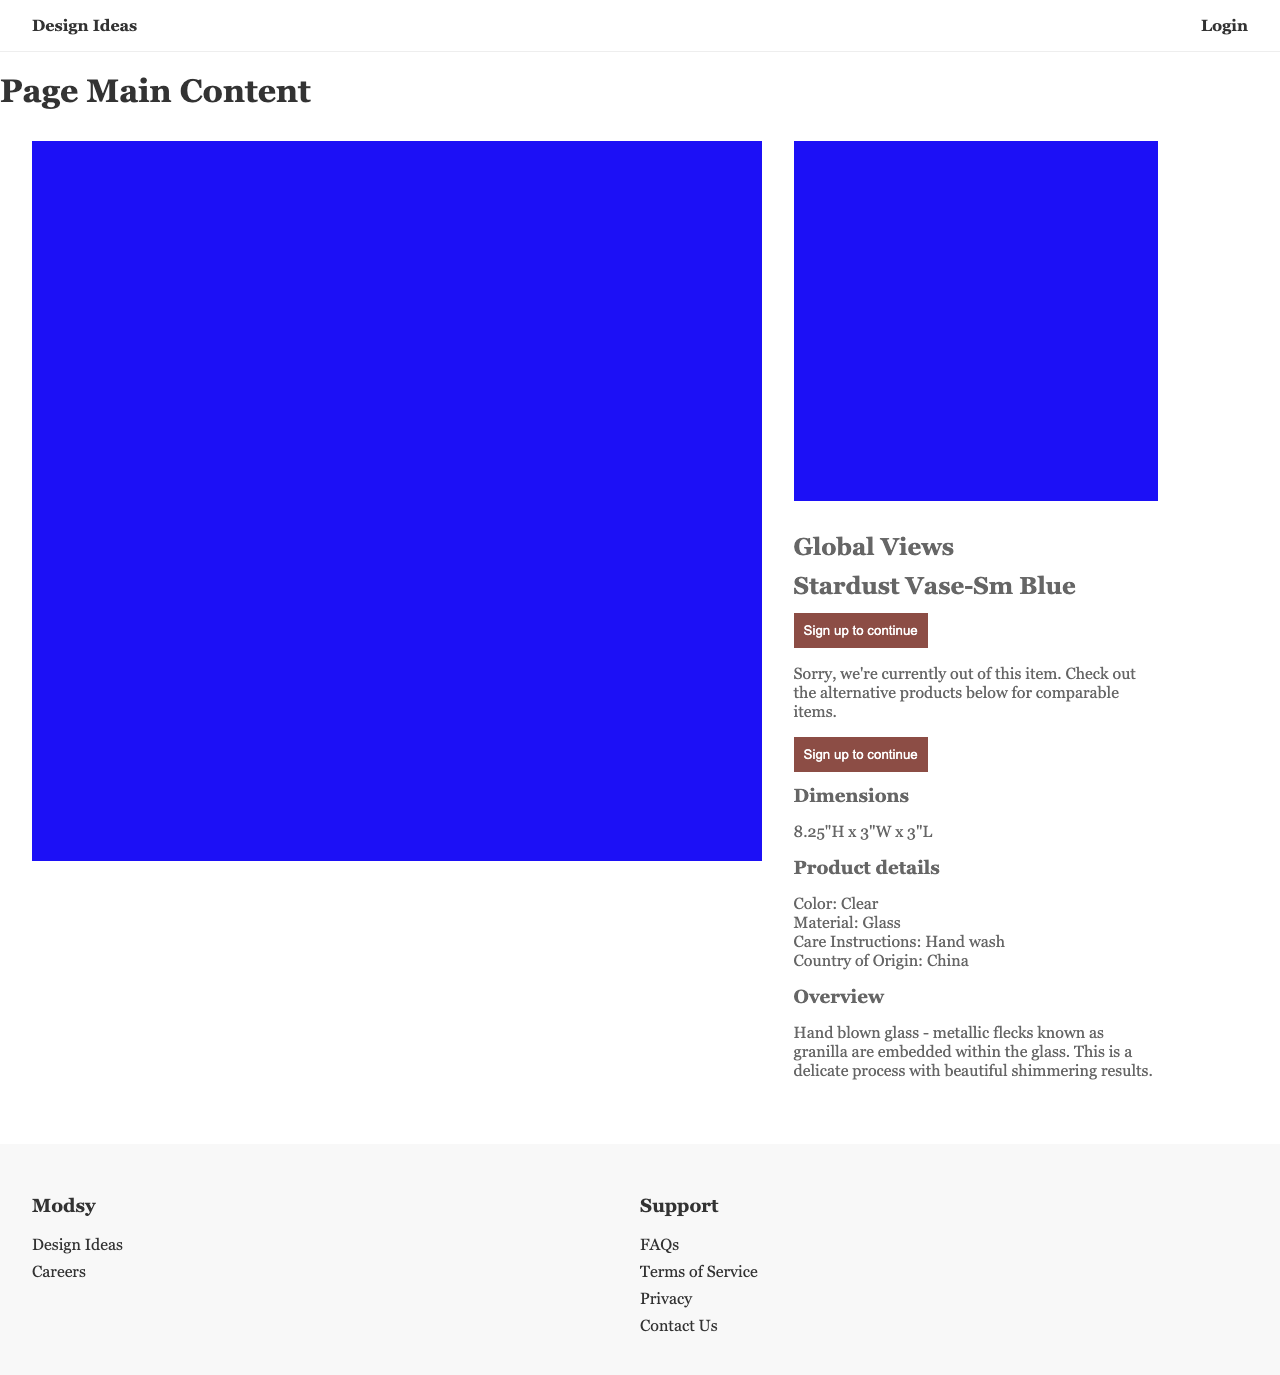 Design Ideas
Login
Page Main Content
Global Views
Stardust Vase-Sm Blue
Sign up to continue
Sorry, we're currently out of this item. Check out
the alternative products below for comparable
items.
Sign up to continue
Dimensions
8.25"H x 3"W x 3"L
Product details
Color: Clear
Material: Glass
Care Instructions: Hand wash
Country of Origin: China
Overview
Hand blown glass - metallic flecks known as
granilla are embedded within the glass. This is a
delicate process with beautiful shimmering results.
Modsy
Design Ideas
Careers
Support
FAQs
Terms of Service
Privacy
Contact Us